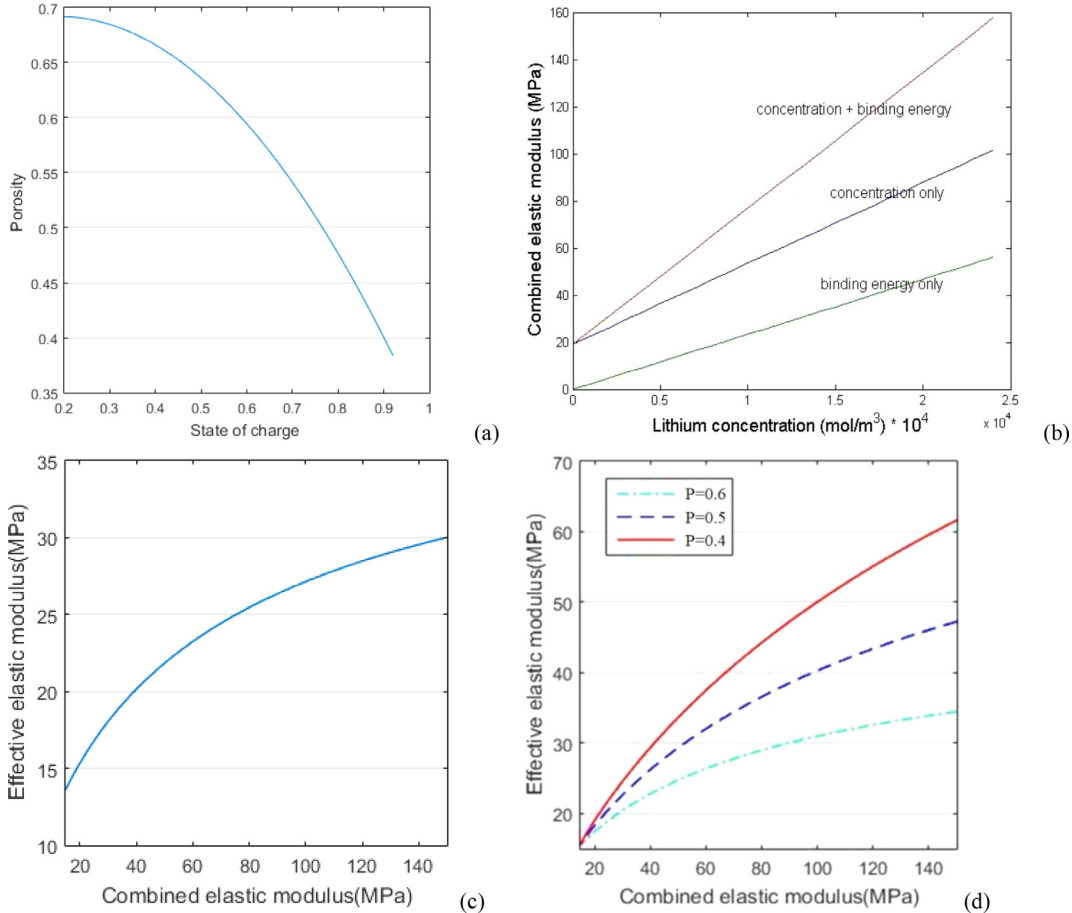 0.7
0.65
0.6
0.55
0.5
0.45
0.4
0.35
Porosity
0.2 0.3 0.4 0.5 0.6 0.7 0.8 0.9 1
State of charge
(a)
160
140
120
100
80
60
40
20
0
Combined elastic modulus (MPa)
concentration + binding energy
concentration only
binding energy only
0 0.5 1 1.5 2 2.5
x 10^4
Lithium concentration (mol/m^3) * 10^4
(b)
35
30
25
20
15
10
Effective elastic modulus(MPa)
20 40 60 80 100 120 140
Combined elastic modulus(MPa)
(c)
70
60
50
40
30
20
Effective elastic modulus(MPa)
P=0.6
P=0.5
P=0.4
20 40 60 80 100 120 140
Combined elastic modulus(MPa)
(d)